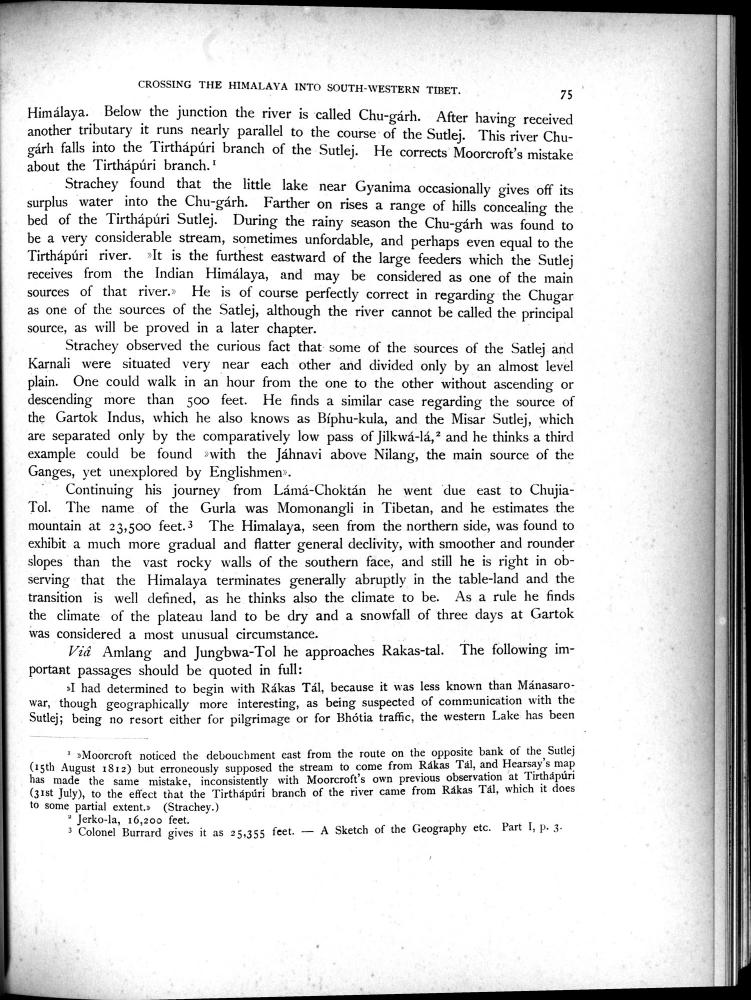 CROSSING THE HIMALAYA INTO SOUTH-WESTERN TIBET.
75
Himálaya. Below the junction the river is called Chu-gárh. After having received
another tributary it runs nearly parallel to the course of the Sutlej. This river Chu-
gárh falls into the Tirthápúri branch of the Sutlej. He corrects Moorcroft's mistake
about the Tirthápúri branch.¹
Strachey found that the little lake near Gyanima occasionally gives off its
surplus water into the Chu-gárh. Farther on rises a range of hills concealing the
bed of the Tirthápúri Sutlej. During the rainy season the Chu-gárh was found to
be a very considerable stream, sometimes unfordable, and perhaps even equal to the
Tirthápúri river. »It is the furthest eastward of the large feeders which the Sutlej
receives from the Indian Himálaya, and may be considered as one of the main
sources of that river.» He is of course perfectly correct in regarding the Chugar
as one of the sources of the Satlej, although the river cannot be called the principal
source, as will be proved in a later chapter.
Strachey observed the curious fact that some of the sources of the Satlej and
Karnali were situated very near each other and divided only by an almost level
plain. One could walk in an hour from the one to the other without ascending or
descending more than 500 feet. He finds a similar case regarding the source of
the Gartok Indus, which he also knows as Bíphu-kula, and the Misar Sutlej, which
are separated only by the comparatively low pass of Jilkwá-lá,² and he thinks a third
example could be found »with the Jáhnavi above Nilang, the main source of the
Ganges, yet unexplored by Englishmen».
Continuing his journey from Lámá-Choktán he went due east to Chujia-
Tol. The name of the Gurla was Momonangli in Tibetan, and he estimates the
mountain at 23,500 feet.³ The Himalaya, seen from the northern side, was found to
exhibit a much more gradual and flatter general declivity, with smoother and rounder
slopes than the vast rocky walls of the southern face, and still he is right in ob-
serving that the Himalaya terminates generally abruptly in the table-land and the
transition is well defined, as he thinks also the climate to be. As a rule he finds
the climate of the plateau land to be dry and a snowfall of three days at Gartok
was considered a most unusual circumstance.
Viâ Amlang and Jungbwa-Tol he approaches Rakas-tal. The following im-
portant passages should be quoted in full:
»I had determined to begin with Rákas Tál, because it was less known than Mánasaro-
war, though geographically more interesting, as being suspected of communication with the
Sutlej; being no resort either for pilgrimage or for Bhótia traffic, the western Lake has been
¹ »Moorcroft noticed the debouchment east from the route on the opposite bank of the Sutlej
(15th August 1812) but erroneously supposed the stream to come from Rákas Tál, and Hearsay's map
has made the same mistake, inconsistently with Moorcroft's own previous observation at Tirthápúri
(31st July), to the effect that the Tirthápúri branch of the river came from Rákas Tál, which it does
to some partial extent.» (Strachey.)
² Jerko-la, 16,200 feet.
³ Colonel Burrard gives it as 25,355 feet. — A Sketch of the Geography etc. Part I, p. 3.